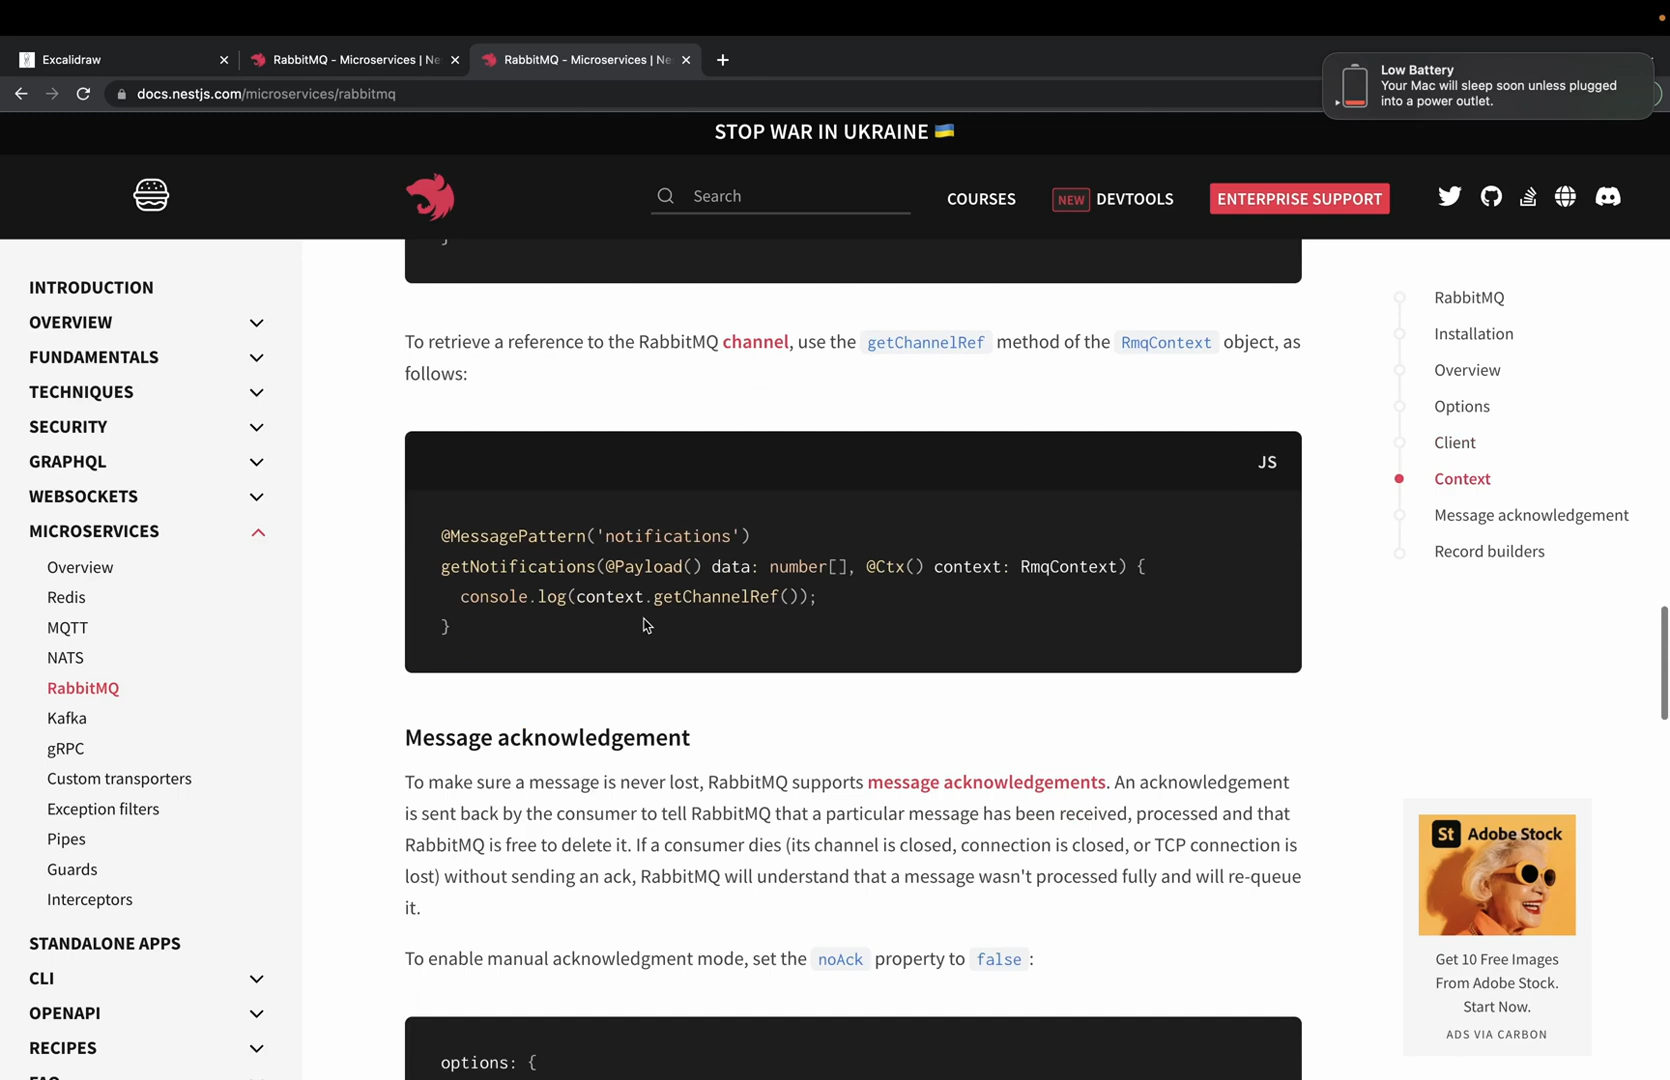 Excalidraw
RabbitMQ - Microservices | Ne
RabbitMQ - Microservices | Ne
Low Battery
Your Mac will sleep soon unless plugged
into a power outlet.
docs.nestjs.com/microservices/rabbitmq
STOP WAR IN UKRAINE 🇺🇦
Search
COURSES
NEW DEVTOOLS
ENTERPRISE SUPPORT
INTRODUCTION
OVERVIEW
FUNDAMENTALS
TECHNIQUES
SECURITY
GRAPHQL
WEBSOCKETS
MICROSERVICES
Overview
Redis
MQTT
NATS
RabbitMQ
Kafka
gRPC
Custom transporters
Exception filters
Pipes
Guards
Interceptors
STANDALONE APPS
CLI
OPENAPI
RECIPES
FAQ
}
To retrieve a reference to the RabbitMQ channel, use the getChannelRef method of the RmqContext object, as
follows:
JS
@MessagePattern('notifications')
getNotifications(@Payload() data: number[], @Ctx() context: RmqContext) {
console.log(context.getChannelRef());
}
Message acknowledgement
To make sure a message is never lost, RabbitMQ supports message acknowledgements. An acknowledgement
is sent back by the consumer to tell RabbitMQ that a particular message has been received, processed and that
RabbitMQ is free to delete it. If a consumer dies (its channel is closed, connection is closed, or TCP connection is
lost) without sending an ack, RabbitMQ will understand that a message wasn't processed fully and will re-queue
it.
To enable manual acknowledgment mode, set the noAck property to false:
options: {
RabbitMQ
Installation
Overview
Options
Client
Context
Message acknowledgement
Record builders
St Adobe Stock
Get 10 Free Images
From Adobe Stock.
Start Now.
ADS VIA CARBON